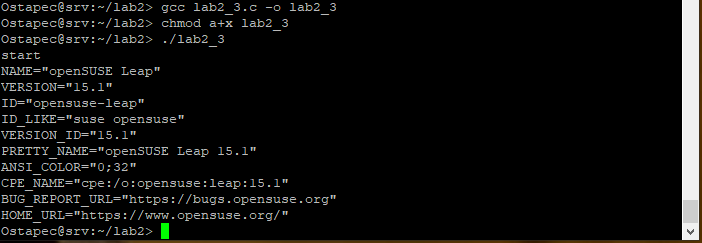 Ostapec@srv:~/lab2> gcc lab2_3.c -o lab2_3
Ostapec@srv:~/lab2> chmod a+x lab2_3
Ostapec@srv:~/lab2> ./lab2_3
start
NAME="openSUSE Leap"
VERSION="15.1"
ID="opensuse-leap"
ID_LIKE="suse opensuse"
VERSION_ID="15.1"
PRETTY_NAME="openSUSE Leap 15.1"
ANSI_COLOR="0;32"
CPE_NAME="cpe:/o:opensuse:leap:15.1"
BUG_REPORT_URL="https://bugs.opensuse.org"
HOME_URL="https://www.opensuse.org/"
Ostapec@srv:~/lab2>